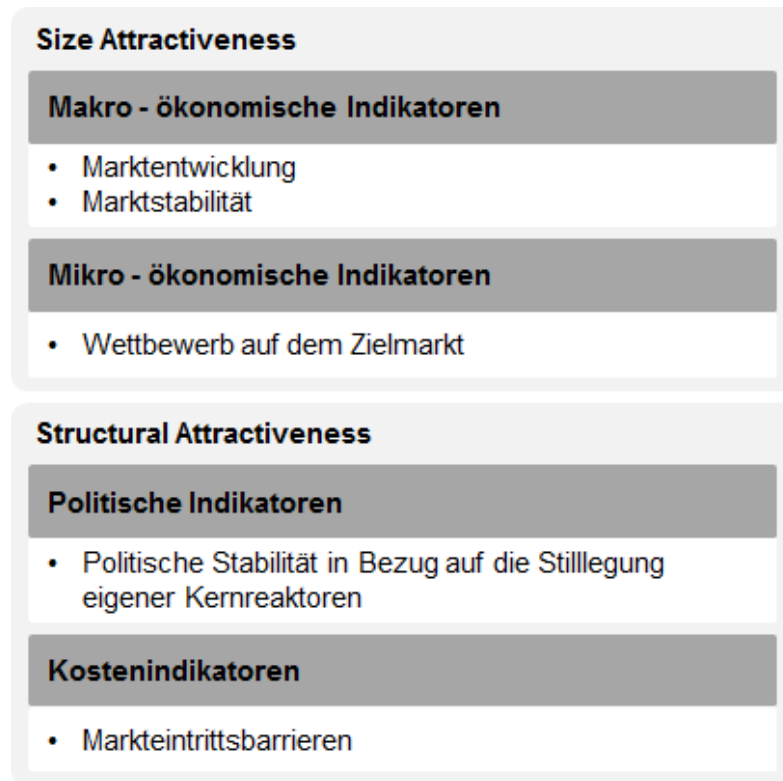 Size Attractiveness
Makro - ökonomische Indikatoren
• Marktentwicklung
• Marktstabilität
Mikro - ökonomische Indikatoren
• Wettbewerb auf dem Zielmarkt
Structural Attractiveness
Politische Indikatoren
• Politische Stabilität in Bezug auf die Stilllegung
eigener Kernreaktoren
Kostenindikatoren
• Markteintrittsbarrieren